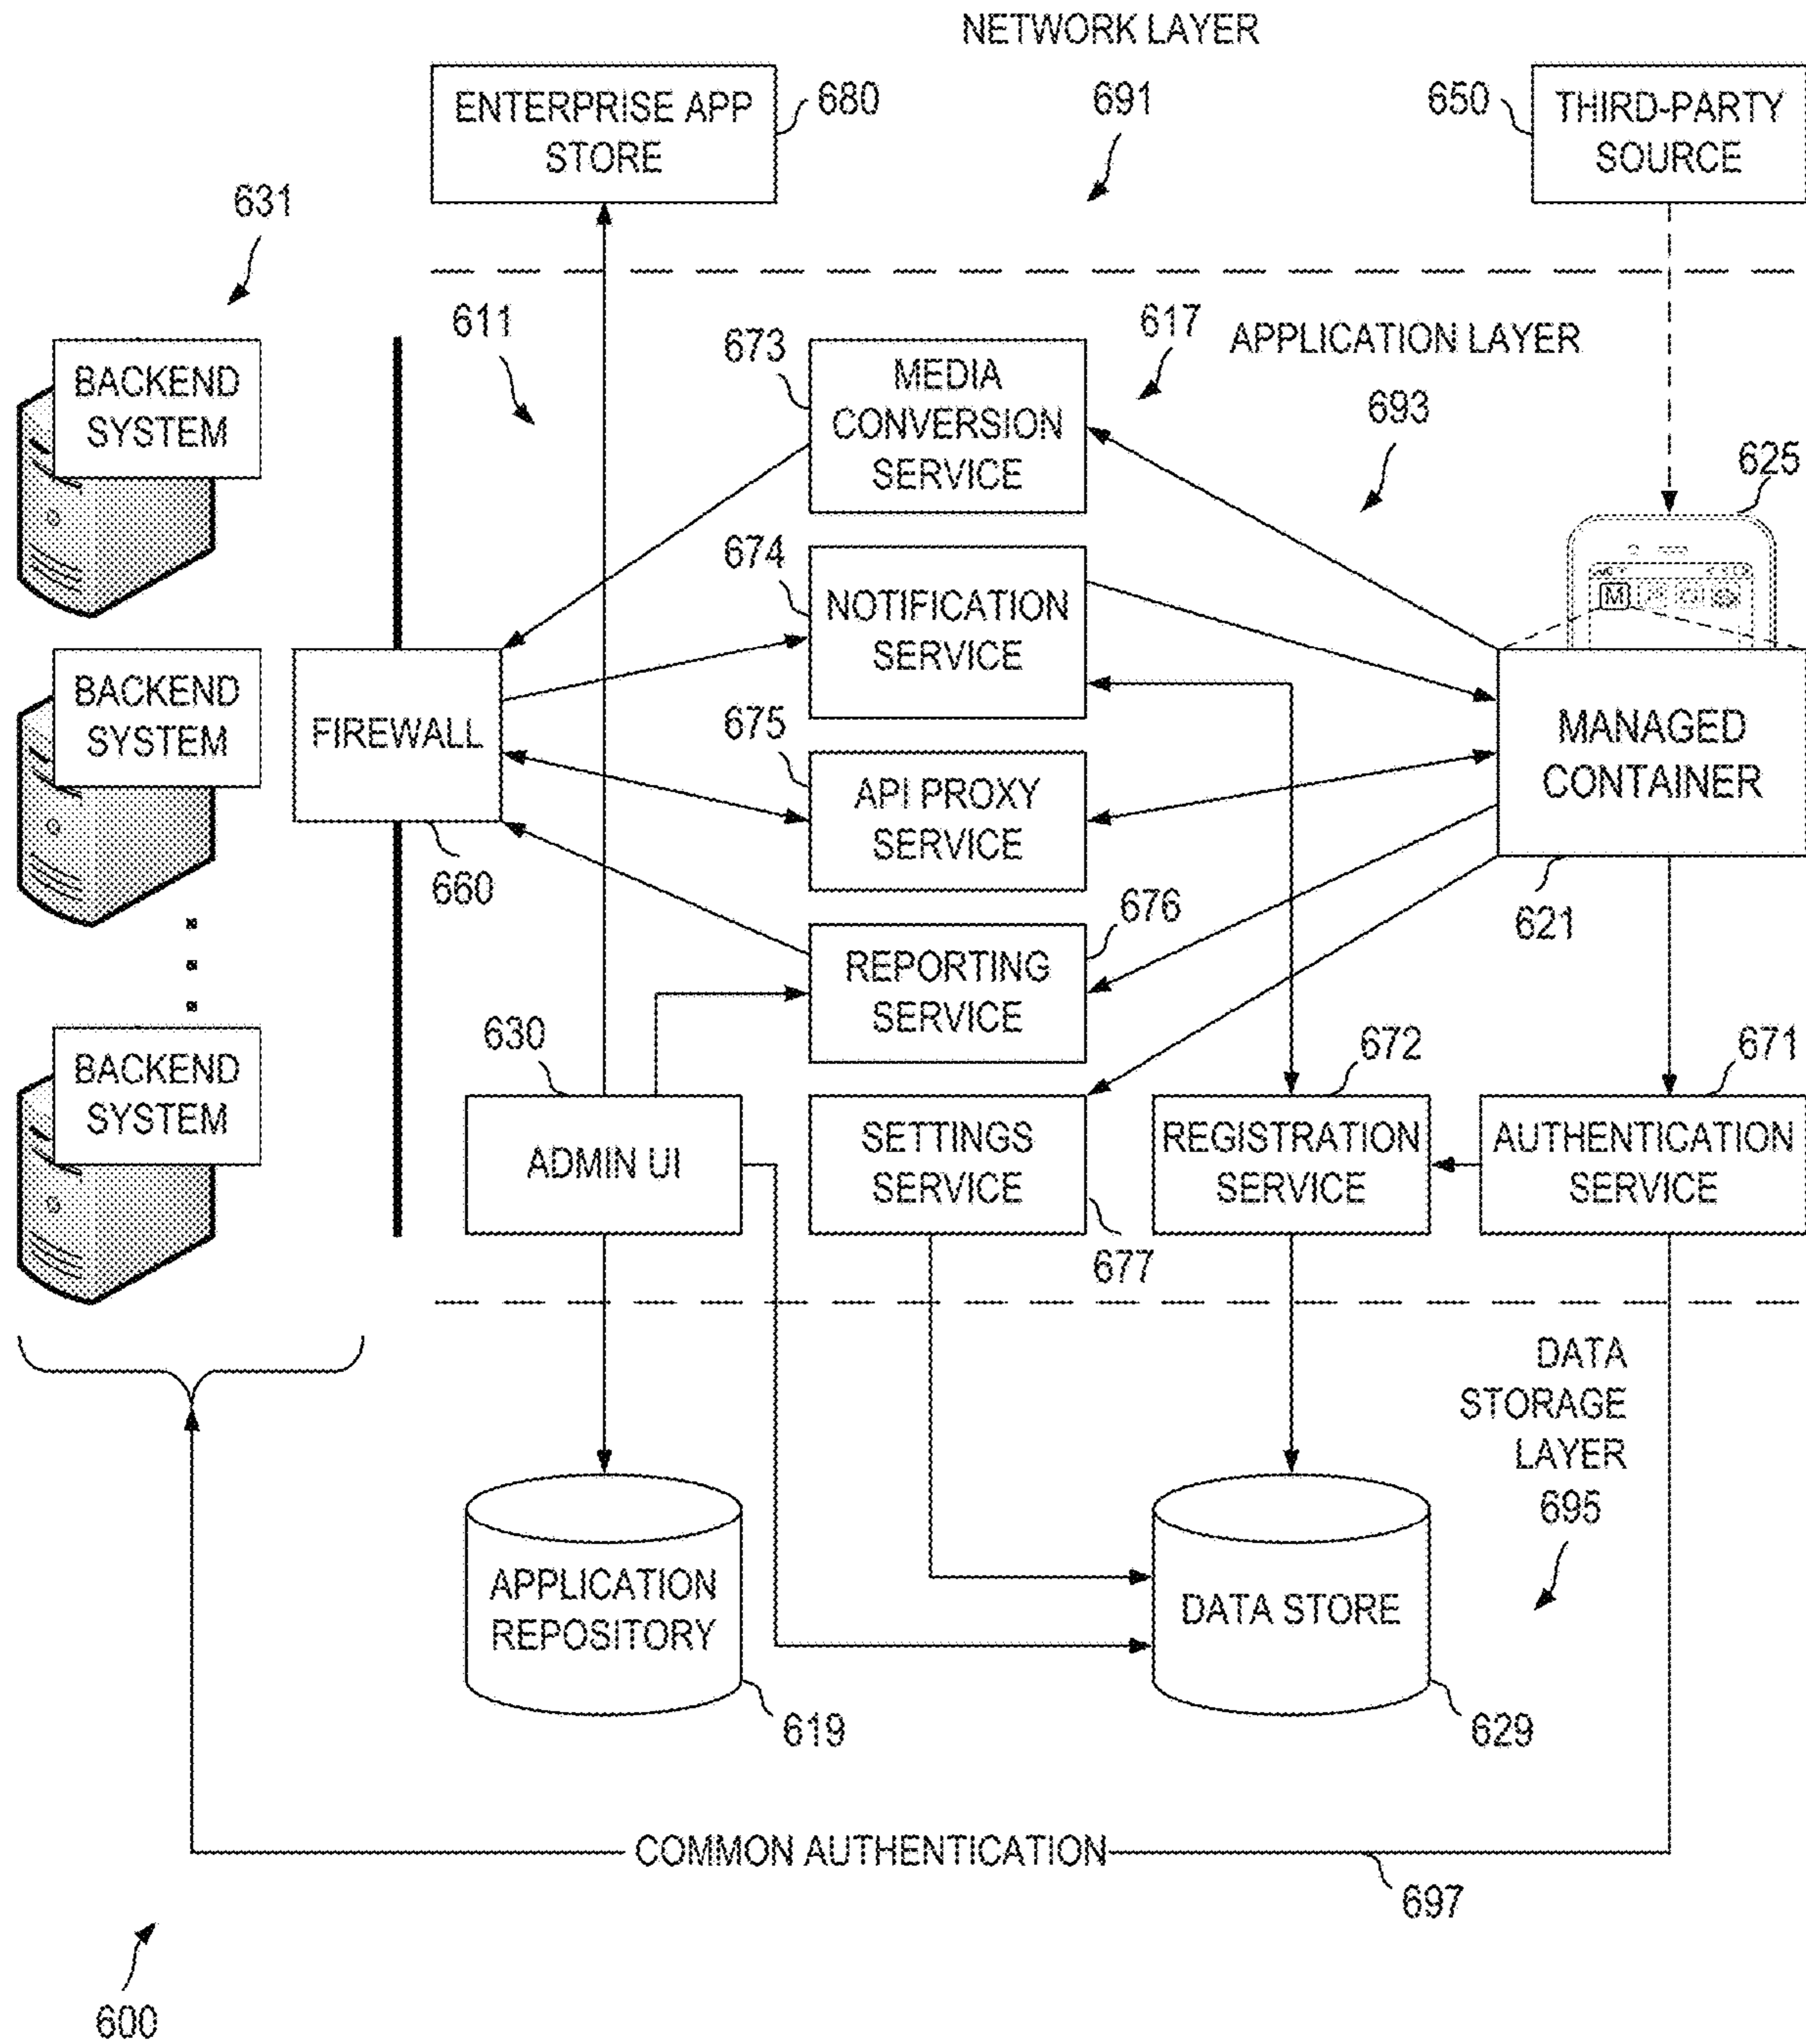 NETWORK LAYER
691
ENTERPRISE APP
STORE
680
650
THIRD-PARTY
SOURCE
631
611
617
APPLICATION LAYER
693
673
MEDIA
CONVERSION
SERVICE
625
M
BACKEND
SYSTEM
674
NOTIFICATION
SERVICE
BACKEND
SYSTEM
FIREWALL
660
675
API PROXY
SERVICE
MANAGED
CONTAINER
621
676
REPORTING
SERVICE
BACKEND
SYSTEM
630
ADMIN UI
SETTINGS
SERVICE
677
672
REGISTRATION
SERVICE
671
AUTHENTICATION
SERVICE
DATA
STORAGE
LAYER
695
APPLICATION
REPOSITORY
619
DATA STORE
629
COMMON AUTHENTICATION
697
600